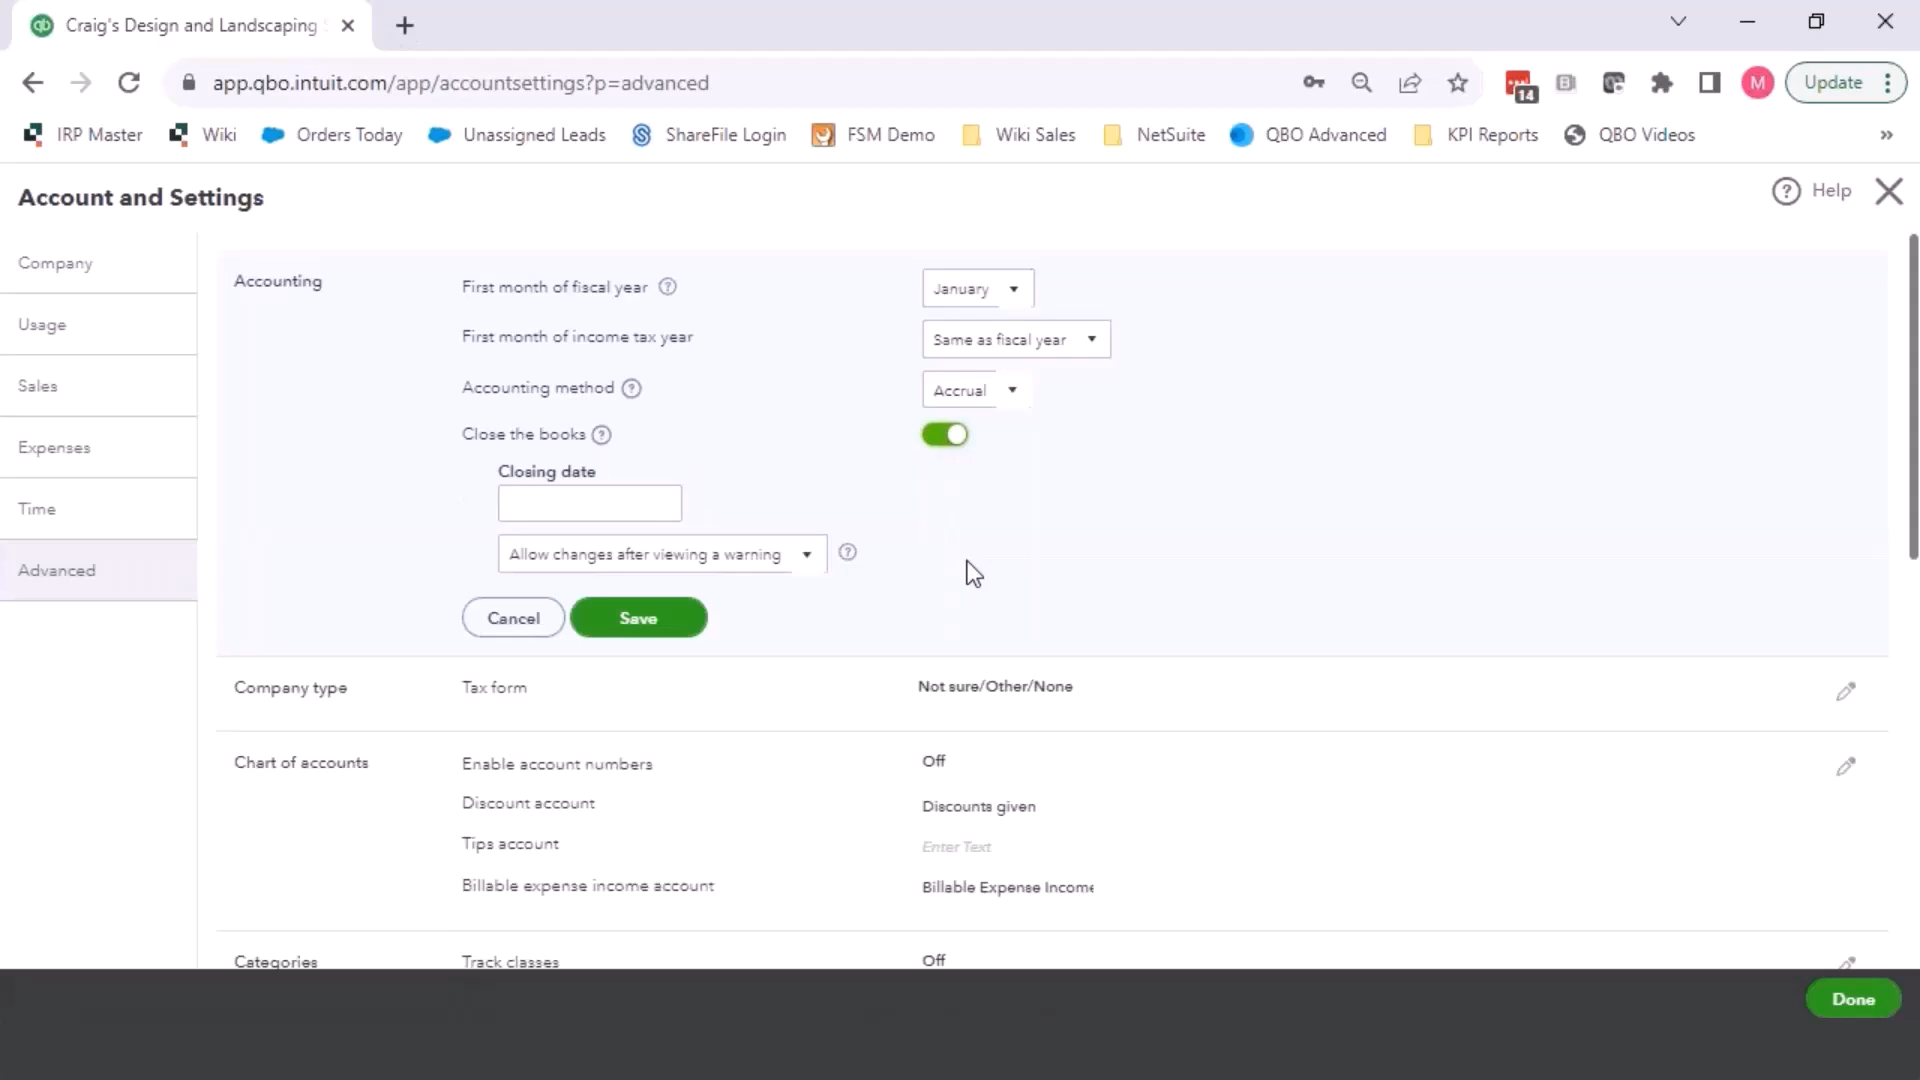 Craig's Design and Landscaping
app.qbo.intuit.com/app/accountsettings?p=advanced
14
M
Update
IRP Master
Wiki
Orders Today
Unassigned Leads
ShareFile Login
FSM Demo
Wiki Sales
NetSuite
QBO Advanced
KPI Reports
QBO Videos
»
Account and Settings
? Help
Company
Usage
Sales
Expenses
Time
Advanced
Accounting
First month of fiscal year ?
January
First month of income tax year
Same as fiscal year
Accounting method ?
Accrual
Close the books ?
Closing date
Allow changes after viewing a warning ?
Cancel
Save
Company type
Tax form
Not sure/Other/None
Chart of accounts
Enable account numbers
Off
Discount account
Discounts given
Tips account
Enter Text
Billable expense income account
Billable Expense Income
Categories
Track classes
Off
Done